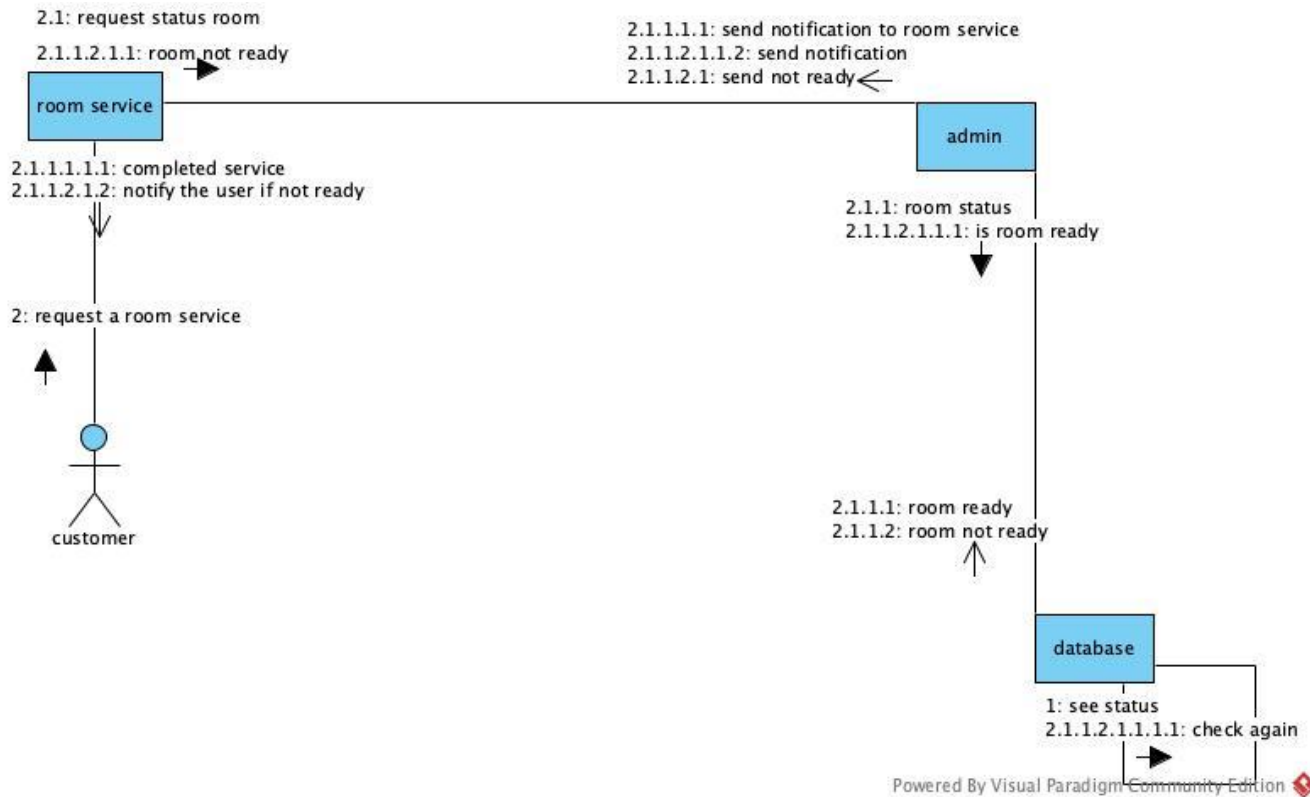 2.1: request status room
2.1.1.2.1.1: room not ready
2.1.1.1.1: send notification to room service
2.1.1.2.1.1.2: send notification
2.1.1.2.1: send not ready
room service
admin
2.1.1.1.1.1: completed service
2.1.1.2.1.2: notify the user if not ready
2.1.1: room status
2.1.1.2.1.1.1: is room ready
2: request a room service
customer
2.1.1.1: room ready
2.1.1.2: room not ready
database
1: see status
2.1.1.2.1.1.1.1: check again
Powered By Visual Paradigm Community Edition